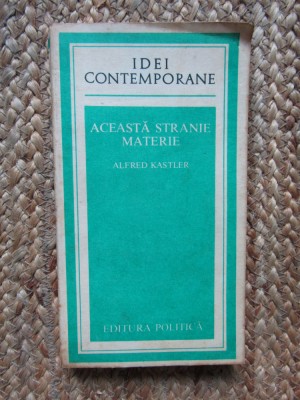 IDEI
CONTEMPORANE
ACEASTĂ STRANIE
MATERIE
ALFRED KASTLER
EDITURA POLITICĂ